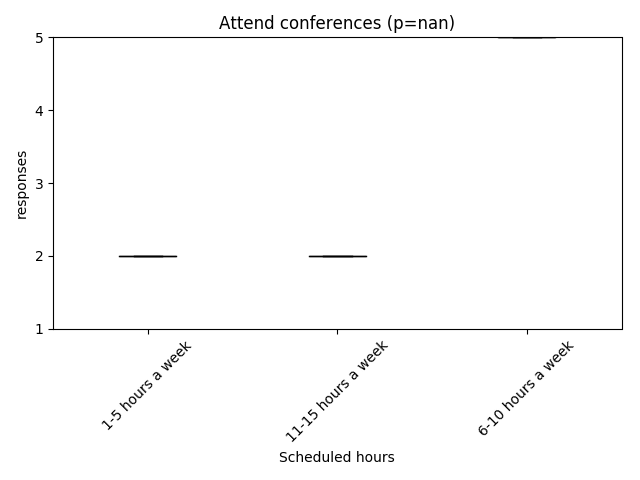 Attend conferences (p=nan)
5
4
3
2
1
responses
1-5 hours a week
11-15 hours a week
6-10 hours a week
Scheduled hours